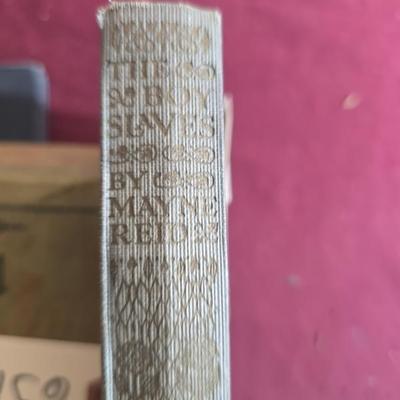 THE
BOY
SLAVES
BY
MAYNE
REID